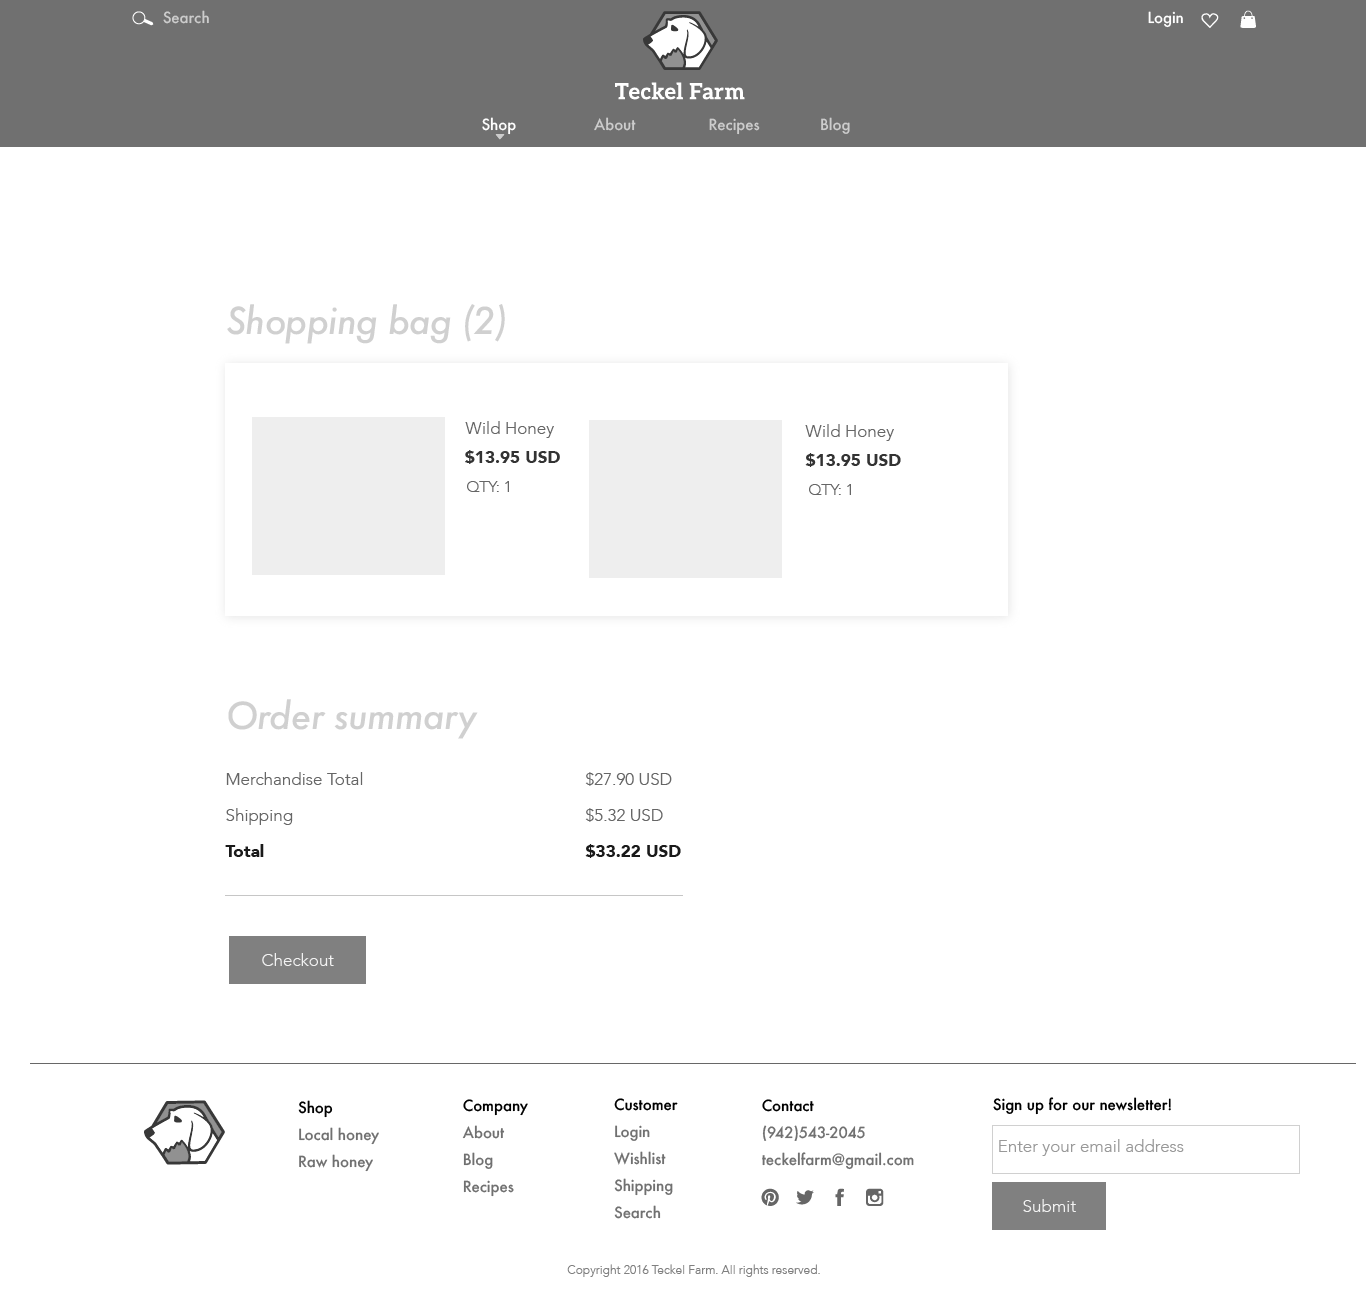 Search
Login
Teckel Farm
Shop
About
Recipes
Blog
Shopping bag (2)
Wild Honey
$13.95 USD
QTY: 1
Wild Honey
$13.95 USD
QTY: 1
Order summary
Merchandise Total $27.90 USD
Shipping $5.32 USD
Total $33.22 USD
Checkout
Shop
Local honey
Raw honey
Company
About
Blog
Recipes
Customer
Login
Wishlist
Shipping
Search
Contact
(942)543-2045
teckelfarm@gmail.com
Sign up for our newsletter!
Enter your email address
Submit
Copyright 2016 Teckel Farm. All rights reserved.